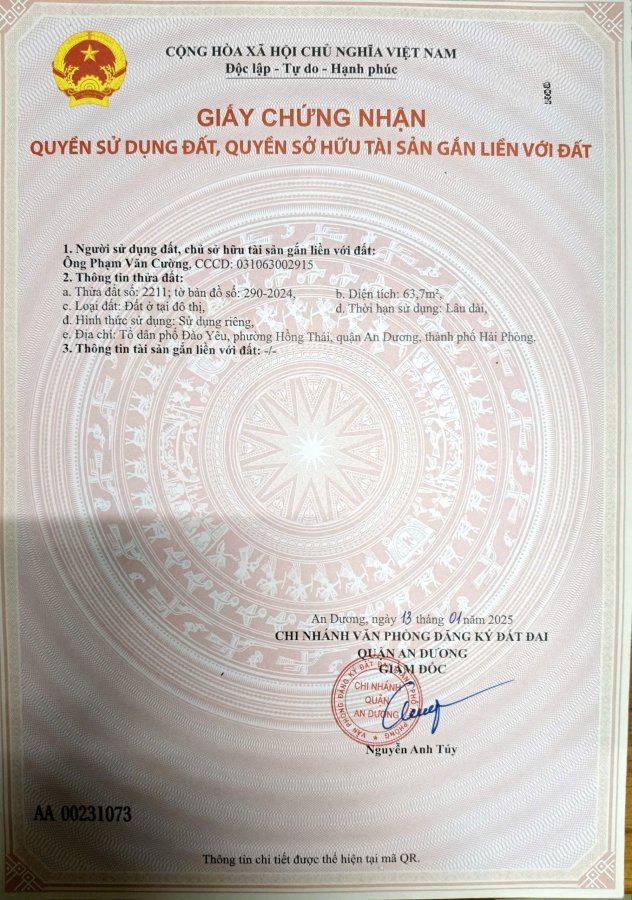 CỘNG HÒA XÃ HỘI CHỦ NGHĨA VIỆT NAM
Độc lập - Tự do - Hạnh phúc
GIẤY CHỨNG NHẬN
QUYỀN SỬ DỤNG ĐẤT, QUYỀN SỞ HỮU TÀI SẢN GẮN LIỀN VỚI ĐẤT
1. Người sử dụng đất, chủ sở hữu tài sản gắn liền với đất:
Ông Phạm Văn Cường, CCCD: 031063002915
2. Thông tin thửa đất:
a. Thửa đất số: 2211; tờ bản đồ số: 290-2024, b. Diện tích: 63,7m²,
c. Loại đất: Đất ở tại đô thị, d. Thời hạn sử dụng: Lâu dài,
đ. Hình thức sử dụng: Sử dụng riêng,
e. Địa chỉ: Tổ dân phố Đào Yêu, phường Hồng Thái, quận An Dương, thành phố Hải Phòng.
3. Thông tin tài sản gắn liền với đất: -/-
An Dương, ngày 13 tháng 01 năm 2025
CHI NHÁNH VĂN PHÒNG ĐĂNG KÝ ĐẤT ĐAI
QUẬN AN DƯƠNG
GIÁM ĐỐC
CHI NHÁNH
QUẬN
AN DƯƠNG
Nguyễn Anh Túy
AA 00231073
Thông tin chi tiết được thể hiện tại mã QR.